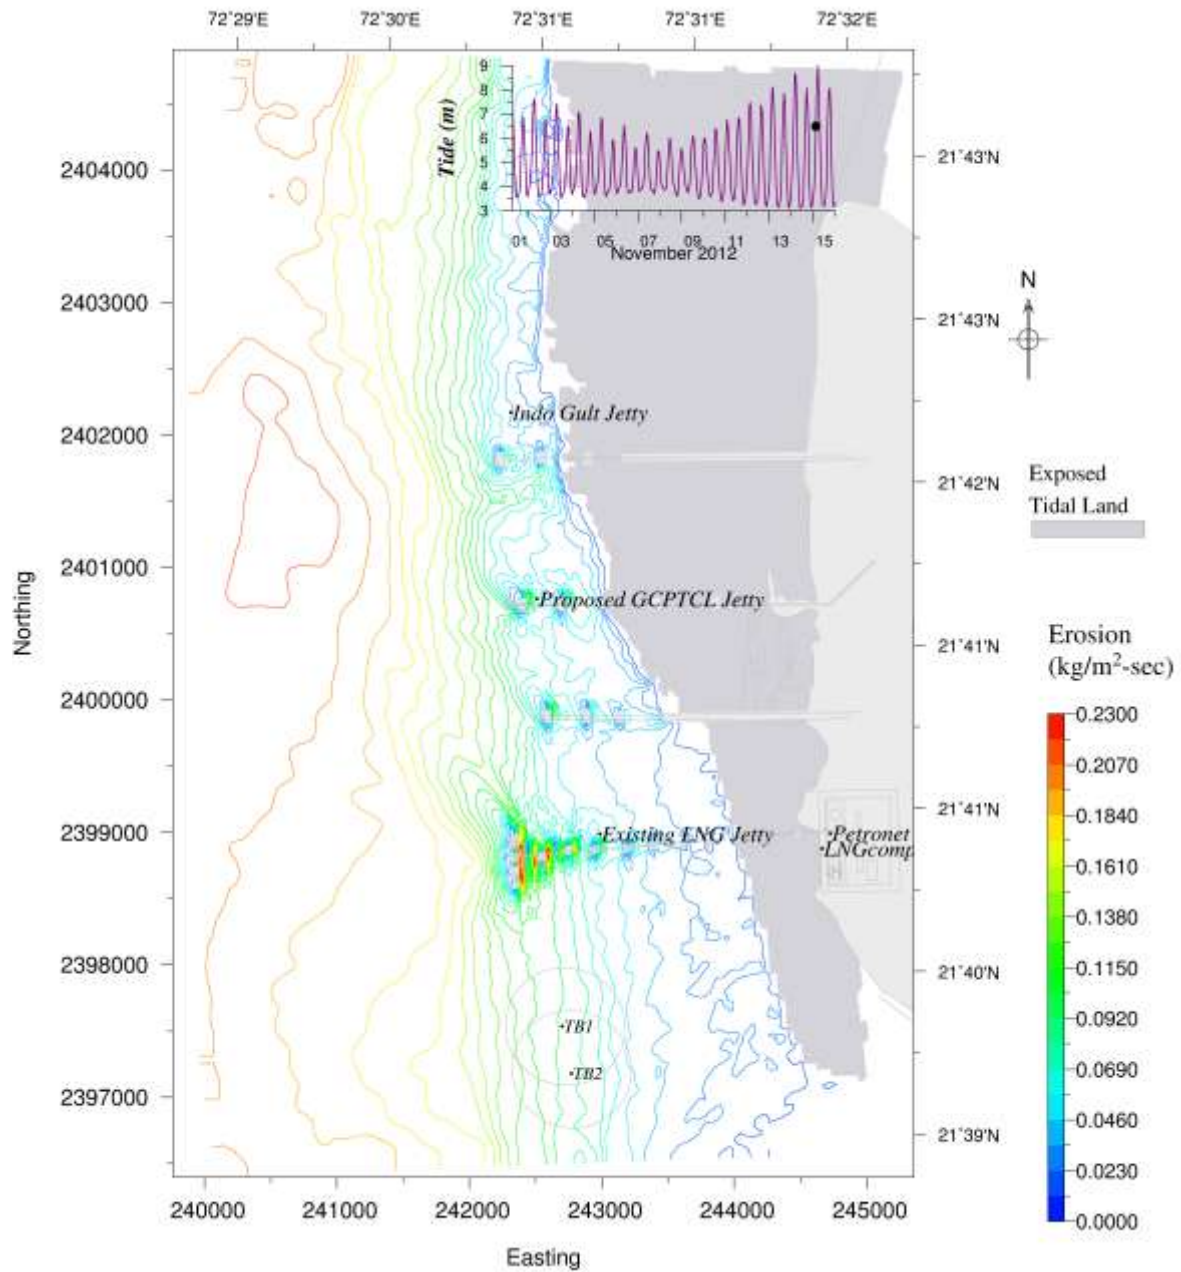 72°29'E 72°30'E 72°31'E 72°31'E 72°32'E
9
8
7
6
5
4
3
Tide (m)
01 03 05 07 09 11 13 15
November 2012
2404000
2403000
2402000
2401000
2400000
2399000
2398000
2397000
Northing
21°43'N
21°43'N
21°42'N
21°41'N
21°41'N
21°40'N
21°39'N
Indo Gult Jetty
Proposed GCPTCL Jetty
Existing LNG Jetty
Petronet
LNGcomp
TB1
TB2
240000 241000 242000 243000 244000 245000
Easting
N
Exposed
Tidal Land
Erosion
(kg/m²-sec)
0.2300
0.2070
0.1840
0.1610
0.1380
0.1150
0.0920
0.0690
0.0460
0.0230
0.0000